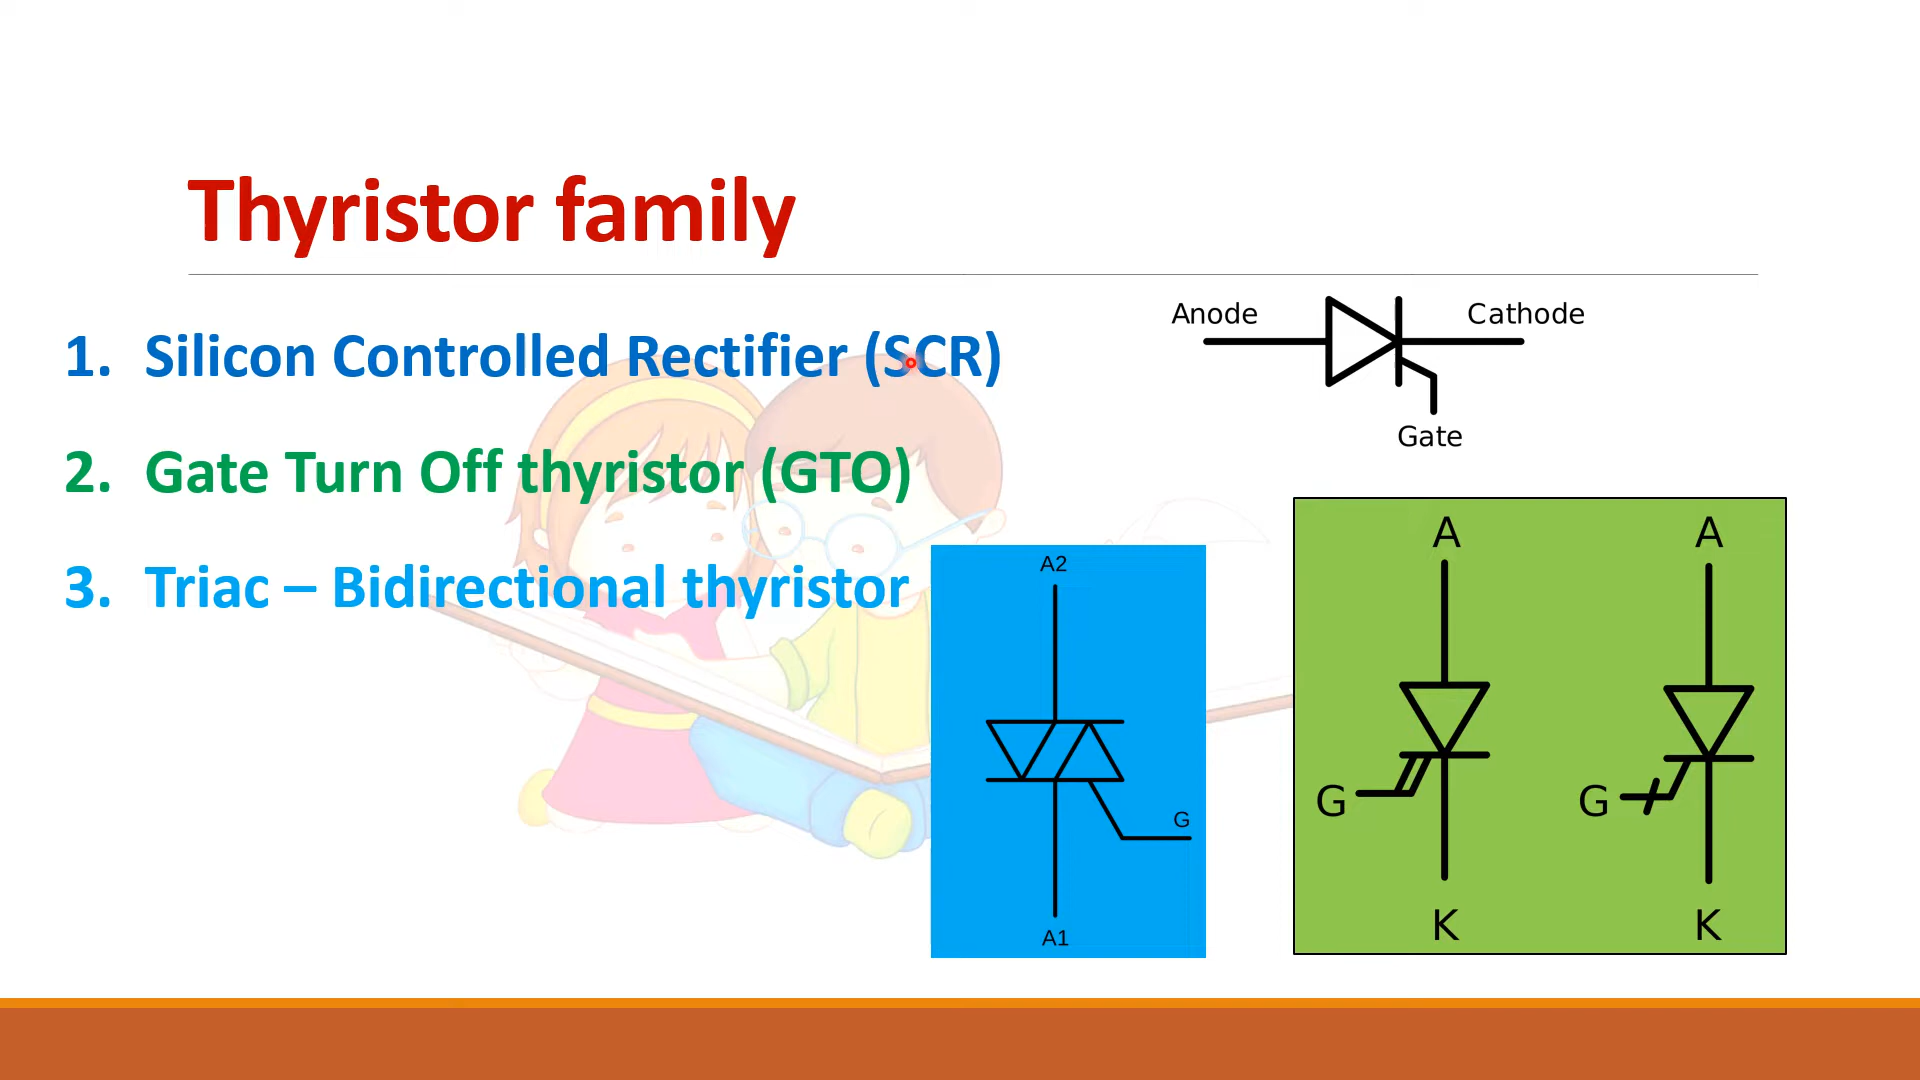 Thyristor family
1. Silicon Controlled Rectifier (SCR)
2. Gate Turn Off thyristor (GTO)
3. Triac – Bidirectional thyristor
Anode
Cathode
Gate
A2
G
A1
A
G
K
A
G
K